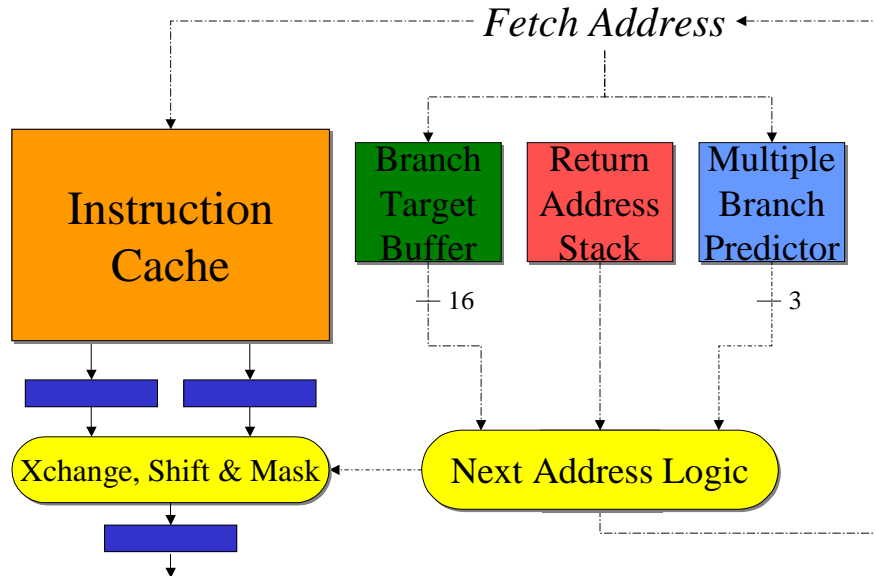 Fetch Address
Instruction
Cache
Branch
Target
Buffer
Return
Address
Stack
Multiple
Branch
Predictor
16
3
Xchange, Shift & Mask
Next Address Logic